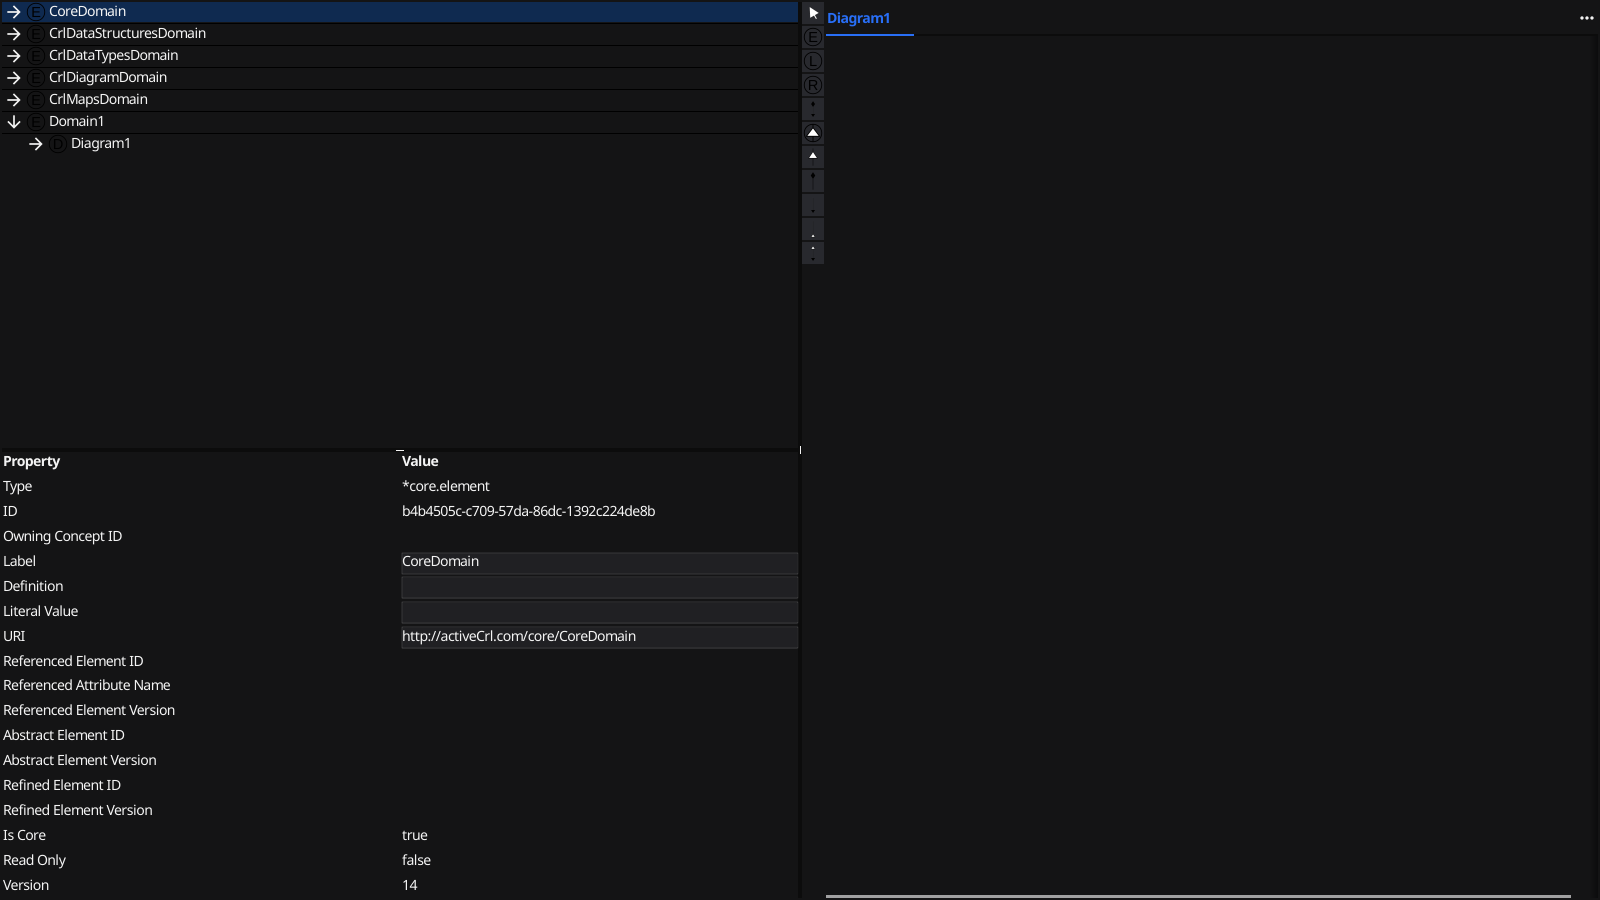 E CoreDomain
E CrlDataStructuresDomain
E CrlDataTypesDomain
E CrlDiagramDomain
E CrlMapsDomain
E Domain1
D Diagram1
Property Value
Type *core.element
ID b4b4505c-c709-57da-86dc-1392c224de8b
Owning Concept ID
Label CoreDomain
Definition
Literal Value
URI http://activeCrl.com/core/CoreDomain
Referenced Element ID
Referenced Attribute Name
Referenced Element Version
Abstract Element ID
Abstract Element Version
Refined Element ID
Refined Element Version
Is Core true
Read Only false
Version 14
E
L
R
Diagram1